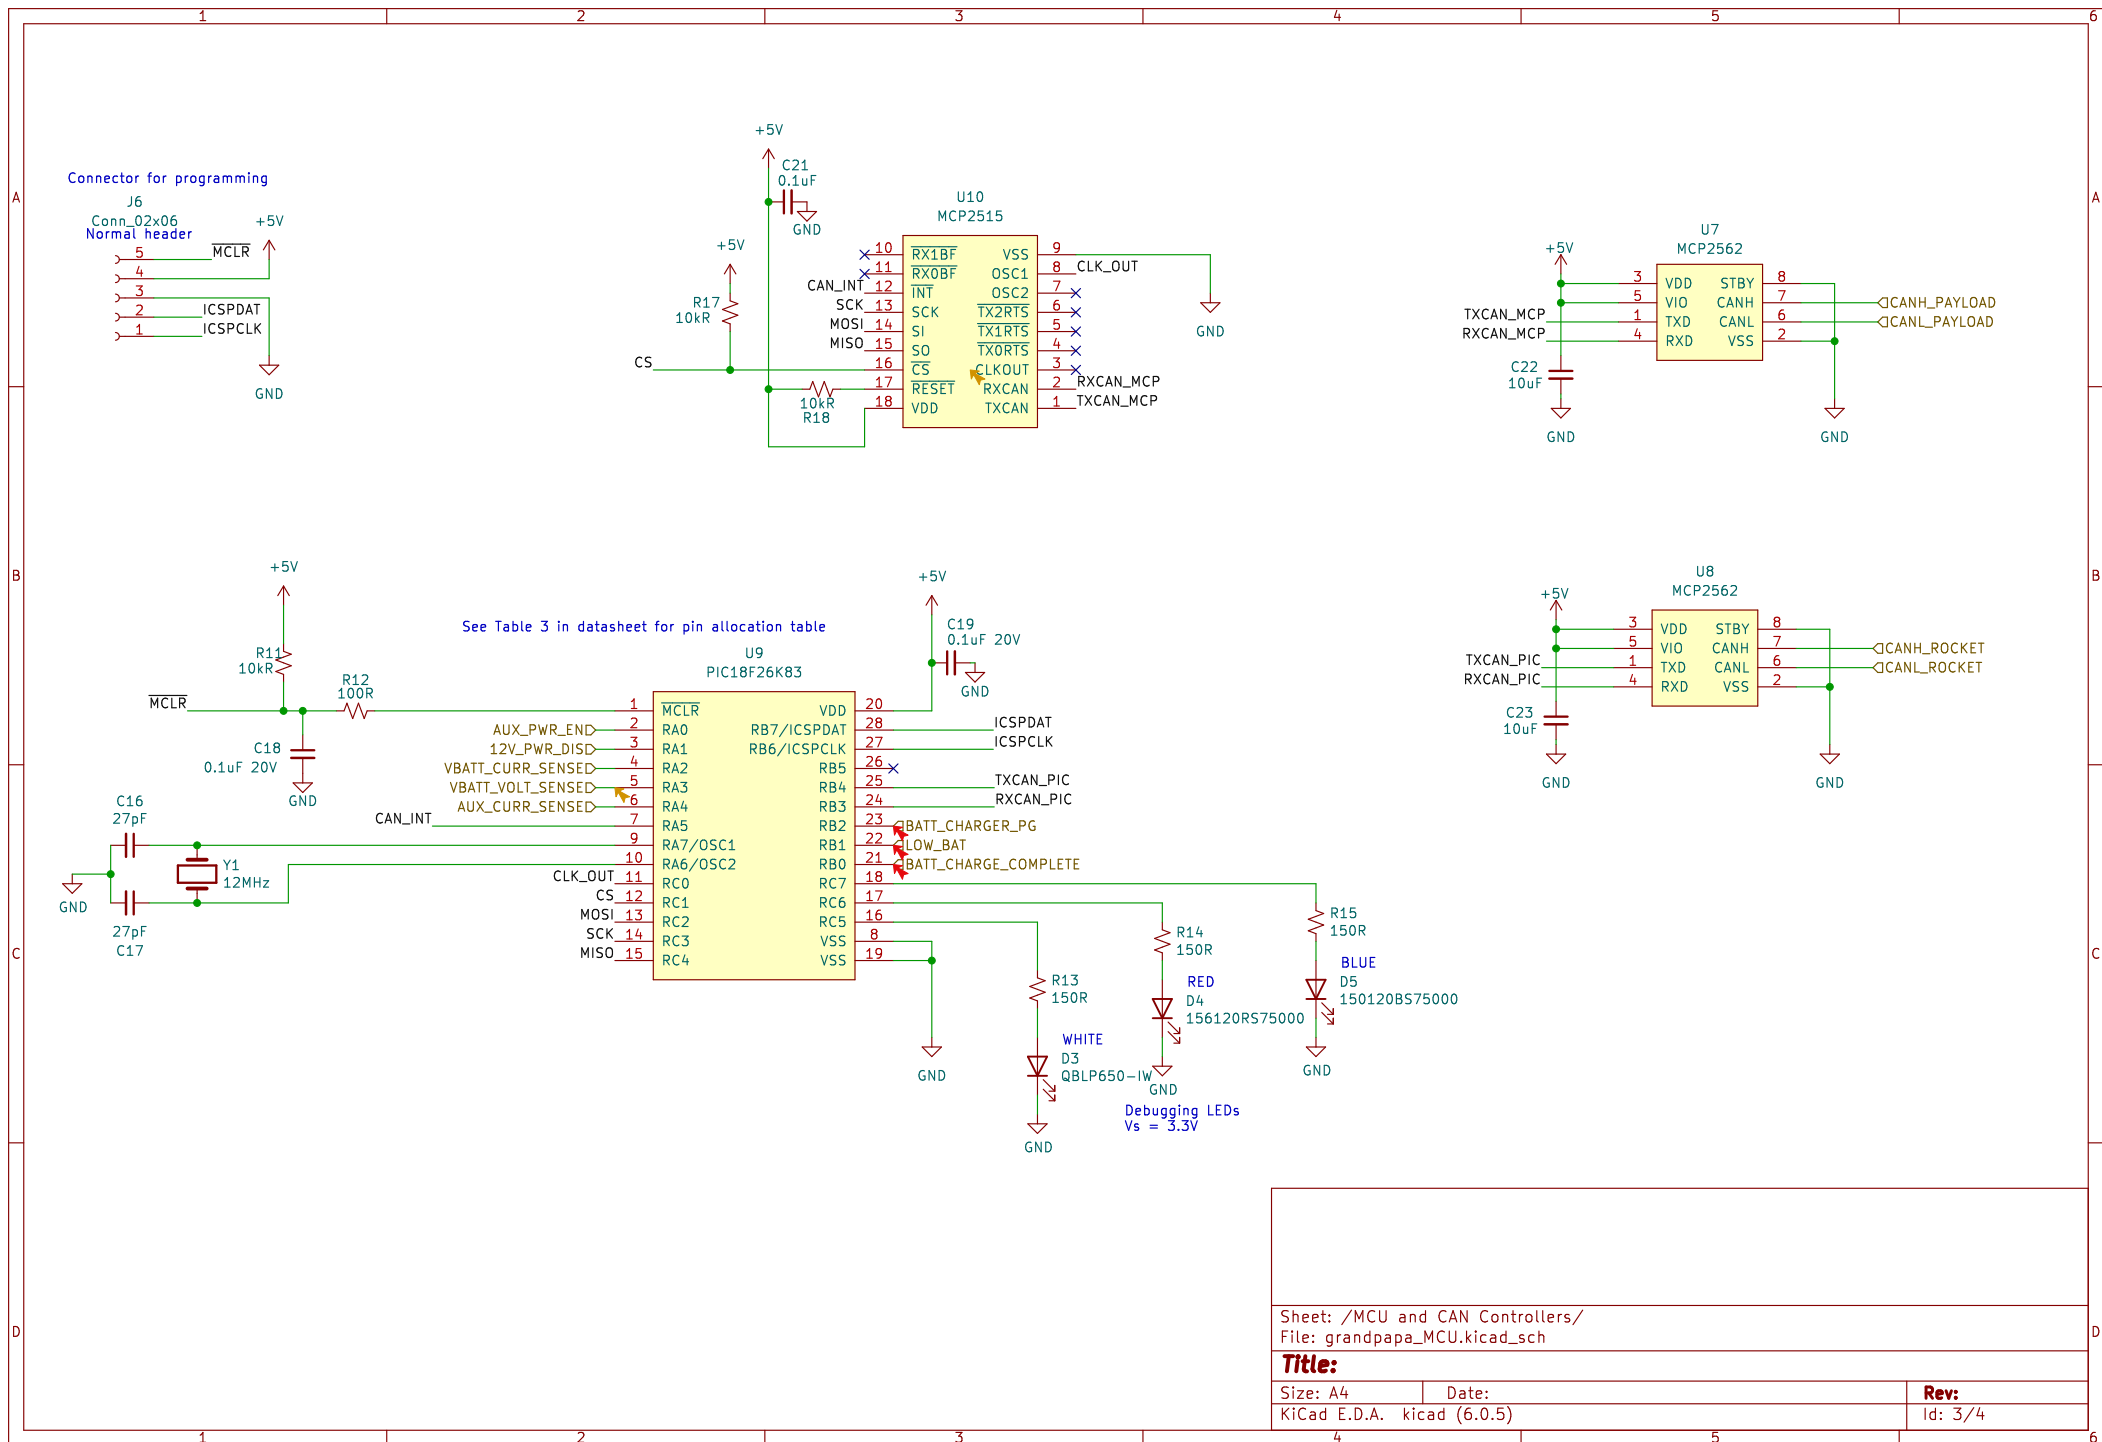 1 2 3 4 5 6
A
B
C
D
A
B
C
D
1 2 3 4 5 6
Connector for programming
J6
Conn_02x06
Normal header
+5V
5
4
3
2
1
MCLR
ICSPDAT
ICSPCLK
GND
+5V
C21
0.1uF
GND
+5V
R17
10kR
CS
10kR
R18
U10
MCP2515
CAN_INT
SCK
MOSI
MISO
10 RX1BF VSS 9
11 RX0BF OSC1 8 CLK_OUT
12 INT OSC2 7
13 SCK TX2RTS 6
14 SI TX1RTS 5
15 SO TX0RTS 4
16 CS CLKOUT 3
17 RESET RXCAN 2 RXCAN_MCP
18 VDD TXCAN 1 TXCAN_MCP
GND
U7
MCP2562
+5V
3 VDD STBY 8
5 VIO CANH 7 CANH_PAYLOAD
TXCAN_MCP 1 TXD CANL 6 CANL_PAYLOAD
RXCAN_MCP 4 RXD VSS 2
C22
10uF
GND
GND
U8
MCP2562
+5V
3 VDD STBY 8
5 VIO CANH 7 CANH_ROCKET
TXCAN_PIC 1 TXD CANL 6 CANL_ROCKET
RXCAN_PIC 4 RXD VSS 2
C23
10uF
GND
GND
+5V
R11
10kR
R12
100R
MCLR
C18
0.1uF 20V
GND
C16
27pF
Y1
12MHz
GND
27pF
C17
See Table 3 in datasheet for pin allocation table
U9
PIC18F26K83
+5V
C19
0.1uF 20V
GND
1 MCLR VDD 20
AUX_PWR_EN 2 RA0 RB7/ICSPDAT 28 ICSPDAT
12V_PWR_DIS 3 RA1 RB6/ICSPCLK 27 ICSPCLK
VBATT_CURR_SENSE 4 RA2 RB5 26
VBATT_VOLT_SENSE 5 RA3 RB4 25 TXCAN_PIC
AUX_CURR_SENSE 6 RA4 RB3 24 RXCAN_PIC
CAN_INT 7 RA5 RB2 23 BATT_CHARGER_PG
9 RA7/OSC1 RB1 22 LOW_BAT
10 RA6/OSC2 RB0 21 BATT_CHARGE_COMPLETE
CLK_OUT 11 RC0 RC7 18
CS 12 RC1 RC6 17
MOSI 13 RC2 RC5 16
SCK 14 RC3 VSS 8
MISO 15 RC4 VSS 19
GND
R13
150R
WHITE
D3
QBLP650-IW
GND
R14
150R
RED
D4
156120RS75000
GND
R15
150R
BLUE
D5
150120BS75000
GND
Debugging LEDs
Vs = 3.3V
Sheet: /MCU and CAN Controllers/
File: grandpapa_MCU.kicad_sch
Title:
Size: A4 Date: Rev:
KiCad E.D.A. kicad (6.0.5) Id: 3/4